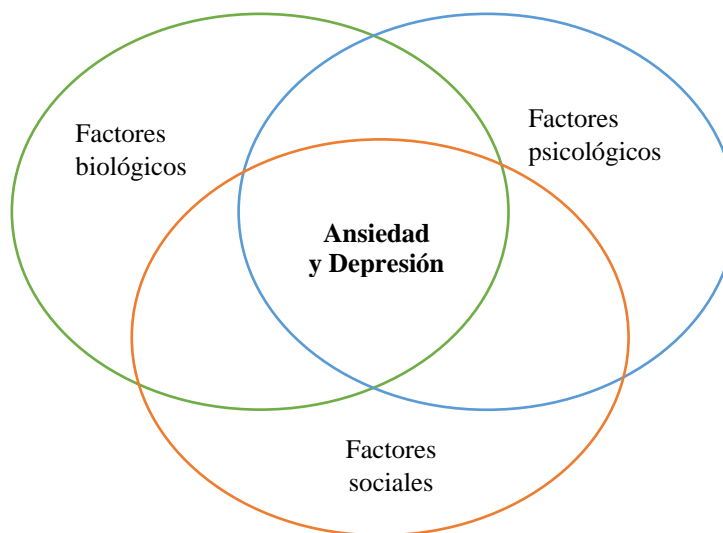 Factores
biológicos
Factores
psicológicos
Ansiedad
y Depresión
Factores
sociales